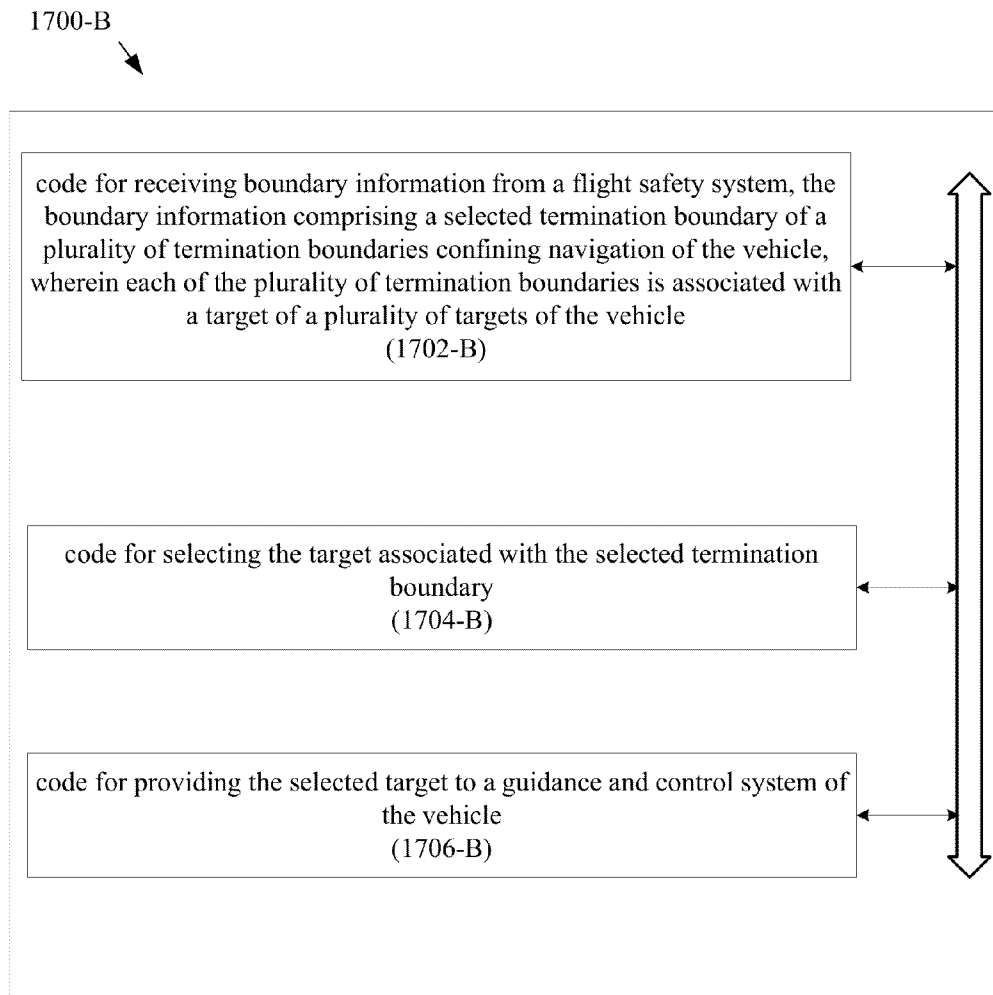 1700-B
code for receiving boundary information from a flight safety system, the
boundary information comprising a selected termination boundary of a
plurality of termination boundaries confining navigation of the vehicle,
wherein each of the plurality of termination boundaries is associated with
a target of a plurality of targets of the vehicle
(1702-B)
code for selecting the target associated with the selected termination
boundary
(1704-B)
code for providing the selected target to a guidance and control system of
the vehicle
(1706-B)